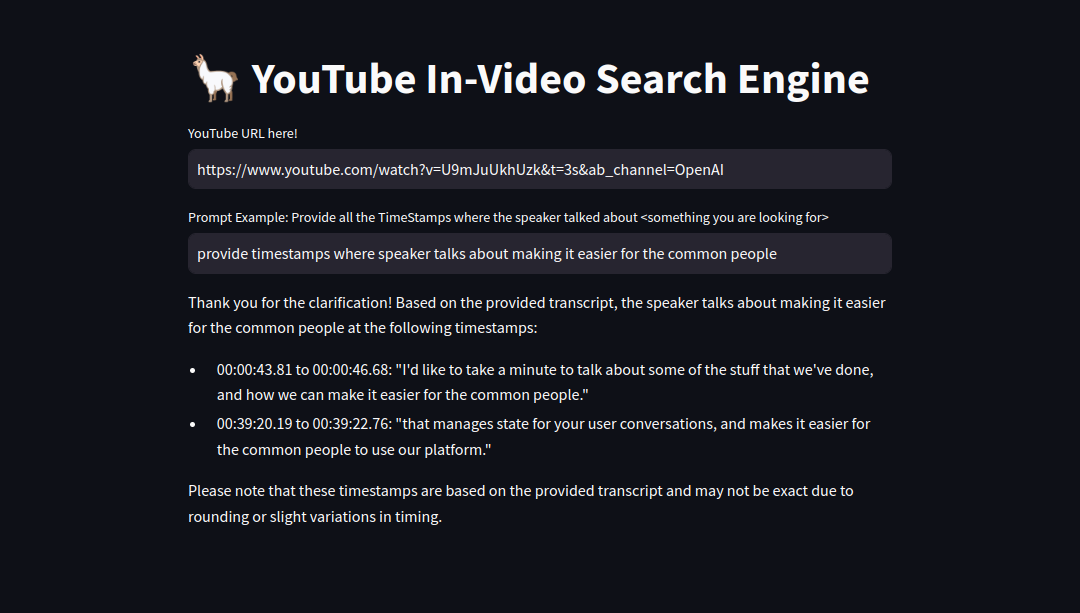 YouTube In-Video Search Engine
YouTube URL here!
https://www.youtube.com/watch?v=U9mJuUkhUzk&t=3s&ab_channel=OpenAI
Prompt Example: Provide all the TimeStamps where the speaker talked about <something you are looking for>
provide timestamps where speaker talks about making it easier for the common people
Thank you for the clarification! Based on the provided transcript, the speaker talks about making it easier
for the common people at the following timestamps:
• 00:00:43.81 to 00:00:46.68: "I'd like to take a minute to talk about some of the stuff that we've done,
and how we can make it easier for the common people."
• 00:39:20.19 to 00:39:22.76: "that manages state for your user conversations, and makes it easier for
the common people to use our platform."
Please note that these timestamps are based on the provided transcript and may not be exact due to
rounding or slight variations in timing.